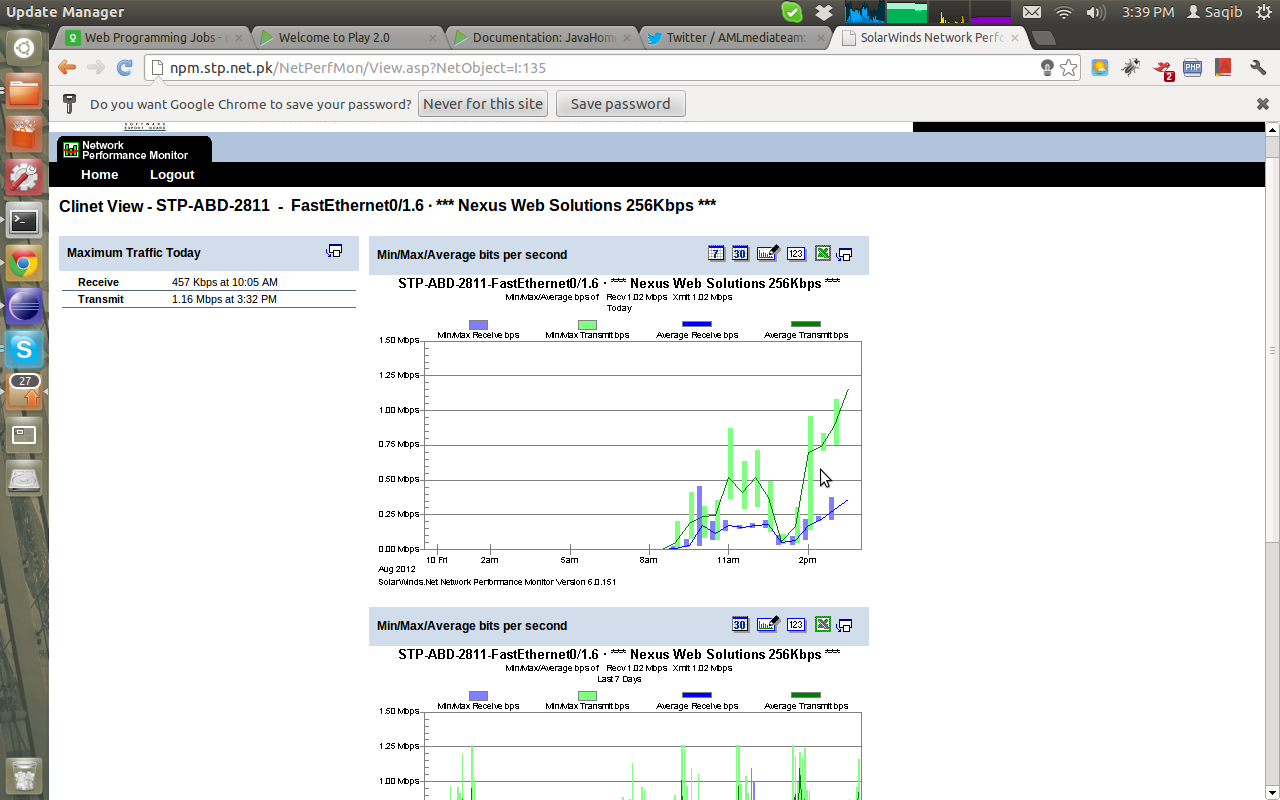 Update Manager
3:39 PM Saqib
Web Programming Jobs -
Welcome to Play 2.0
Documentation: JavaHom
Twitter / AMLmediateam:
SolarWinds Network Perfo
npm.stp.net.pk/NetPerfMon/View.asp?NetObject=I:135
2
PHP
Do you want Google Chrome to save your password? Never for this site Save password
SOFTWARE
EXPORT BOARD
Network
Performance Monitor
Home Logout
Clinet View - STP-ABD-2811 - FastEthernet0/1.6 · *** Nexus Web Solutions 256Kbps ***
Maximum Traffic Today
Receive 457 Kbps at 10:05 AM
Transmit 1.16 Mbps at 3:32 PM
Min/Max/Average bits per second
7 30 123
STP-ABD-2811-FastEthernet0/1.6 · *** Nexus Web Solutions 256Kbps ***
Min/Max/Average bps of Recv 1.02 Mbps Xmit 1.02 Mbps
Today
Min/Max Receive bps Min/Max Transmit bps Average Receive bps Average Transmit bps
1.50 Mbps
1.25 Mbps
1.00 Mbps
0.75 Mbps
0.50 Mbps
0.25 Mbps
0.00 Mbps
10 Fri 2am 5am 8am 11am 2pm
Aug 2012
SolarWinds.Net Network Performance Monitor Version 6.0.151
Min/Max/Average bits per second
30 123
STP-ABD-2811-FastEthernet0/1.6 · *** Nexus Web Solutions 256Kbps ***
Min/Max/Average bps of Recv 1.02 Mbps Xmit 1.02 Mbps
Last 7 Days
Min/Max Receive bps Min/Max Transmit bps Average Receive bps Average Transmit bps
1.50 Mbps
1.25 Mbps
1.00 Mbps
27